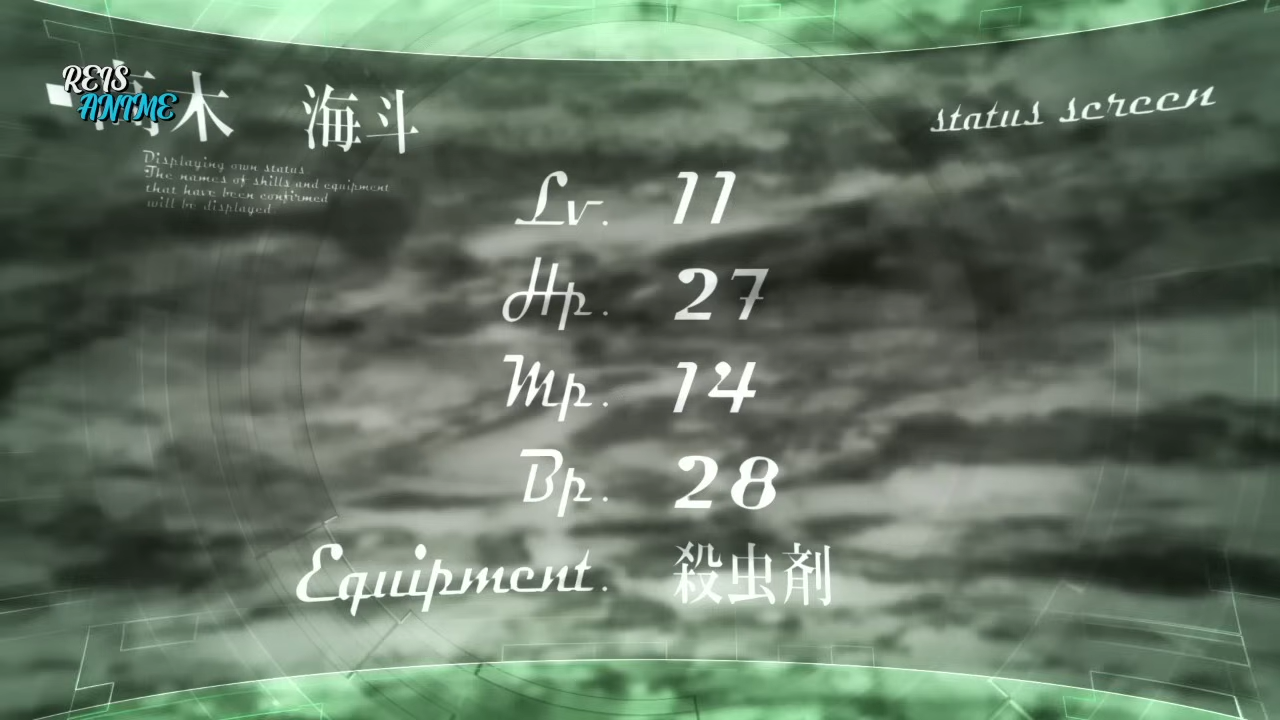 REIS
ANIME
木 海斗
status screen
Displaying own status
The names of skills and equipment
that have been confirmed
will be displayed
Lv. 11
Hp. 27
Mp. 14
Bp. 28
Equipment. 殺虫剤